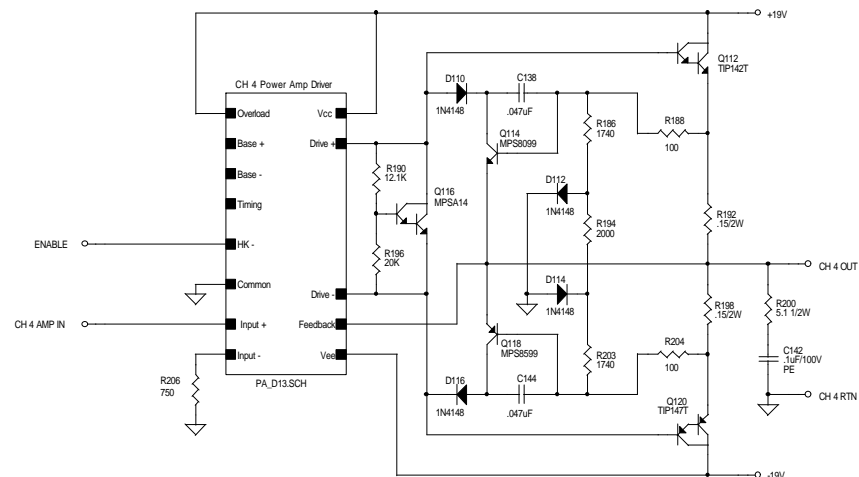 +19V
Q112
TIP142T
CH 4 Power Amp Driver
D110
1N4148
C138
.047uF
Overload
Vcc
R186
1740
R188
100
Q114
MPS8099
Base +
Drive +
R190
12.1K
Base -
D112
1N4148
Q116
MPSA14
Timing
R192
.15/2W
R194
2000
ENABLE
HK -
R196
20K
CH 4 OUT
Common
D114
1N4148
Drive -
R198
.15/2W
R200
5.1 1/2W
CH 4 AMP IN
Input +
Feedback
Q118
MPS8599
R203
1740
R204
100
Input -
Vee
C142
.1uF/100V
PE
R206
750
PA_D13.SCH
D116
1N4148
C144
.047uF
CH 4 RTN
Q120
TIP147T
-19V